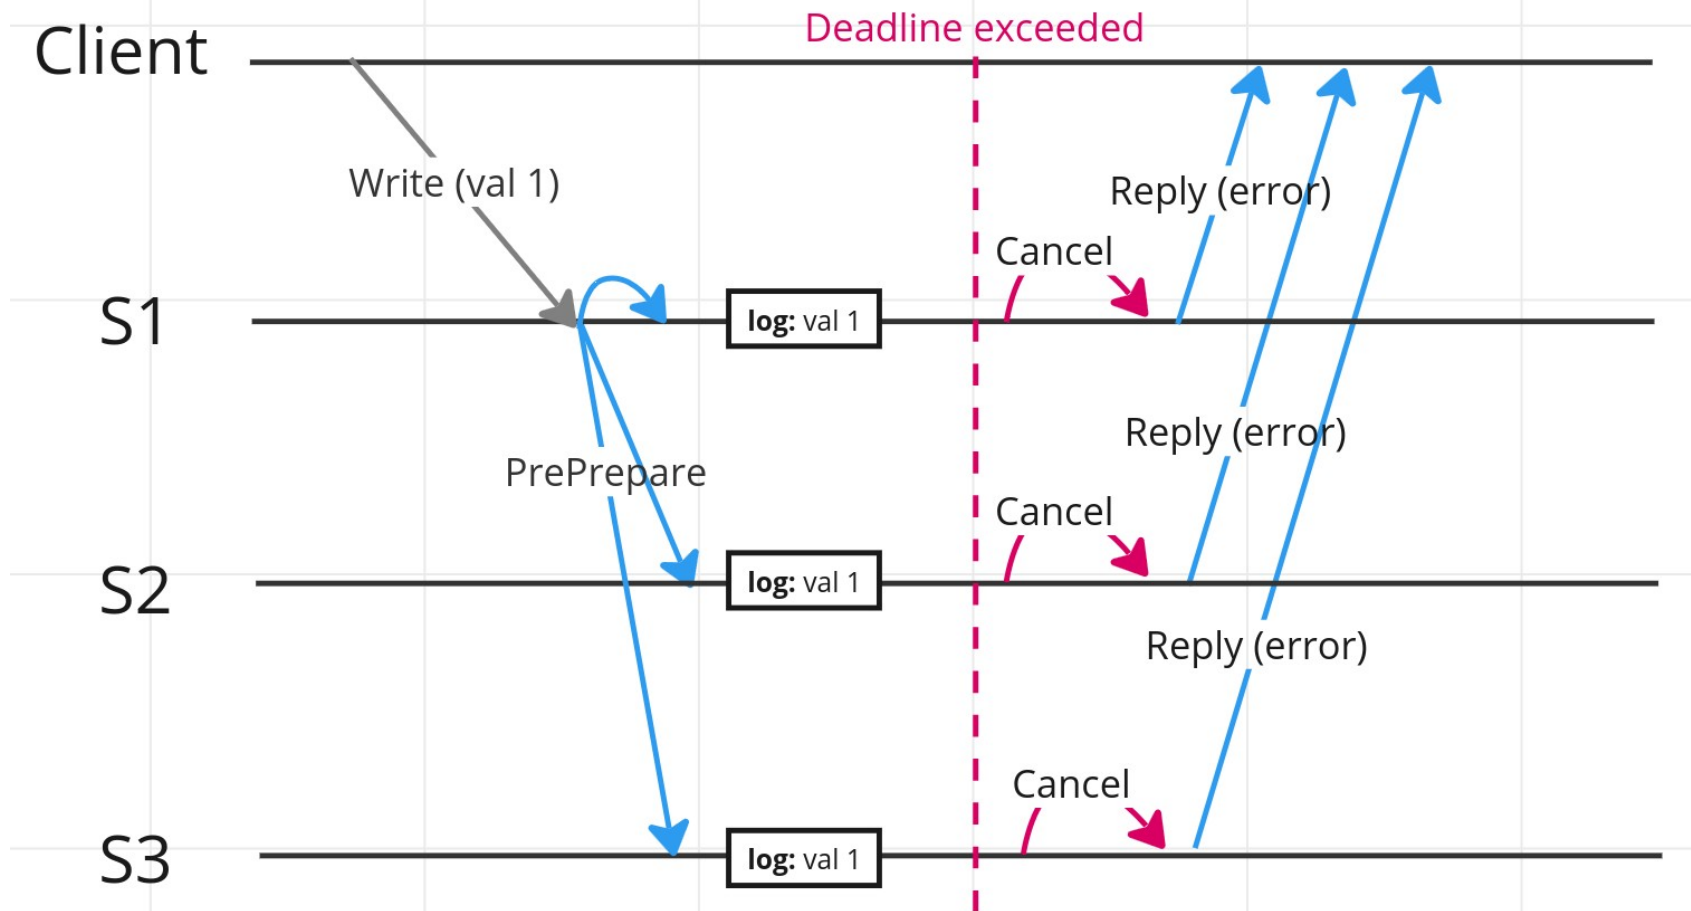 Deadline exceeded
Client
Write (val 1)
Reply (error)
Cancel
S1
log: val 1
Reply (error)
PrePrepare
Cancel
S2
log: val 1
Reply (error)
Cancel
S3
log: val 1